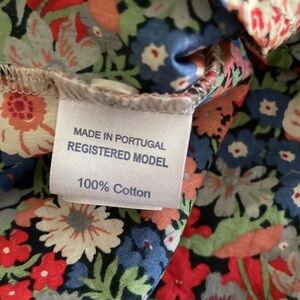 MADE IN PORTUGAL
REGISTERED MODEL
100% Cotton